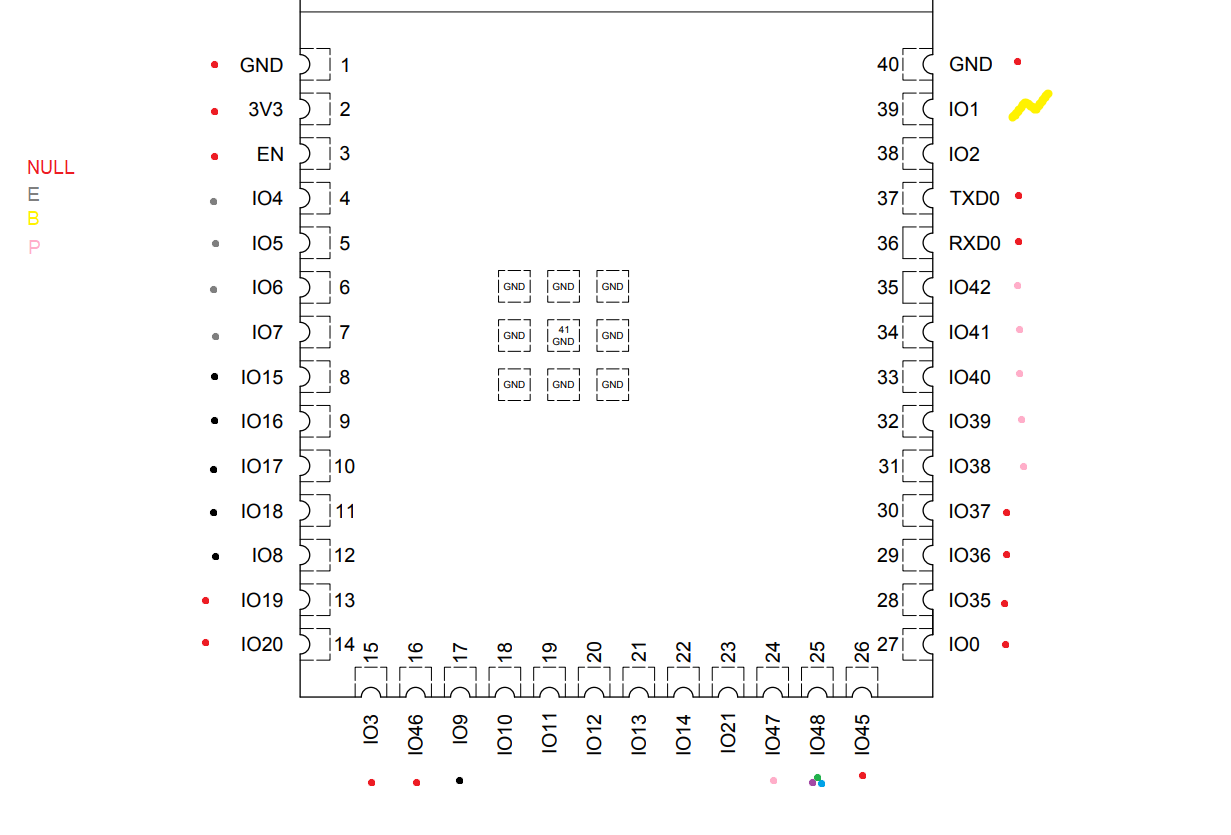 NULL
E
B
P
GND 1
3V3 2
EN 3
IO4 4
IO5 5
IO6 6
IO7 7
IO15 8
IO16 9
IO17 10
IO18 11
IO8 12
IO19 13
IO20 14
GND GND GND
GND 41 GND GND
GND GND GND
40 GND
39 IO1
38 IO2
37 TXD0
36 RXD0
35 IO42
34 IO41
33 IO40
32 IO39
31 IO38
30 IO37
29 IO36
28 IO35
27 IO0
15 16 17 18 19 20 21 22 23 24 25 26
IO3 IO46 IO9 IO10 IO11 IO12 IO13 IO14 IO21 IO47 IO48 IO45